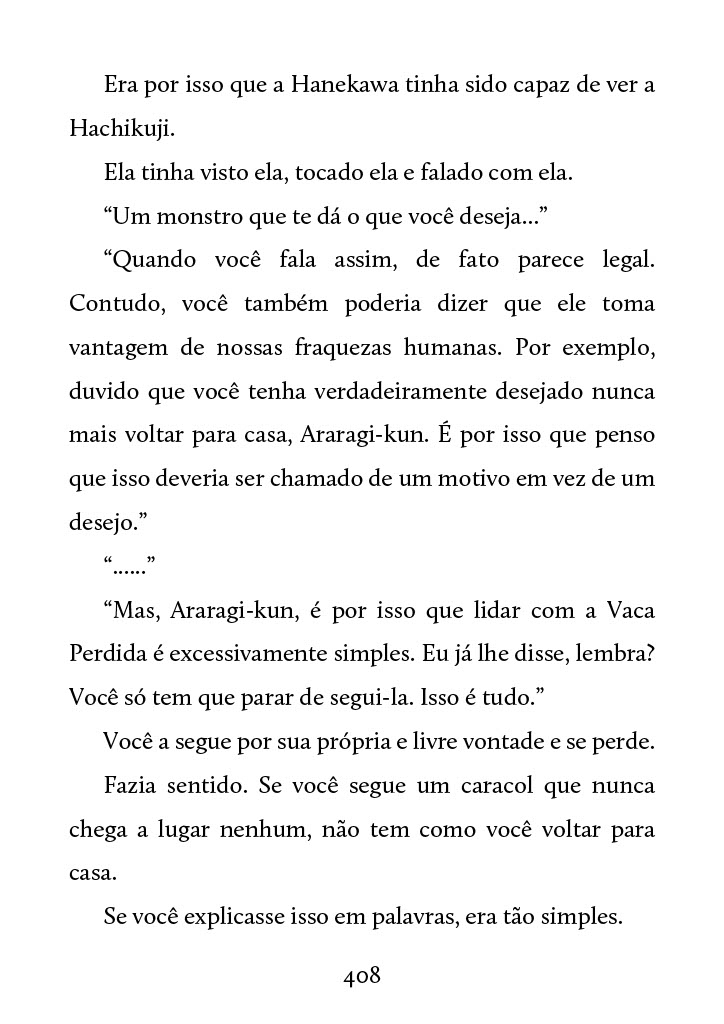 Era por isso que a Hanekawa tinha sido capaz de ver a
Hachikuji.
Ela tinha visto ela, tocado ela e falado com ela.
“Um monstro que te dá o que você deseja...”
“Quando você fala assim, de fato parece legal.
Contudo, você também poderia dizer que ele toma
vantagem de nossas fraquezas humanas. Por exemplo,
duvido que você tenha verdadeiramente desejado nunca
mais voltar para casa, Araragi-kun. É por isso que penso
que isso deveria ser chamado de um motivo em vez de um
desejo.”
“......”
“Mas, Araragi-kun, é por isso que lidar com a Vaca
Perdida é excessivamente simples. Eu já lhe disse, lembra?
Você só tem que parar de segui-la. Isso é tudo.”
Você a segue por sua própria e livre vontade e se perde.
Fazia sentido. Se você segue um caracol que nunca
chega a lugar nenhum, não tem como você voltar para
casa.
Se você explicasse isso em palavras, era tão simples.
408